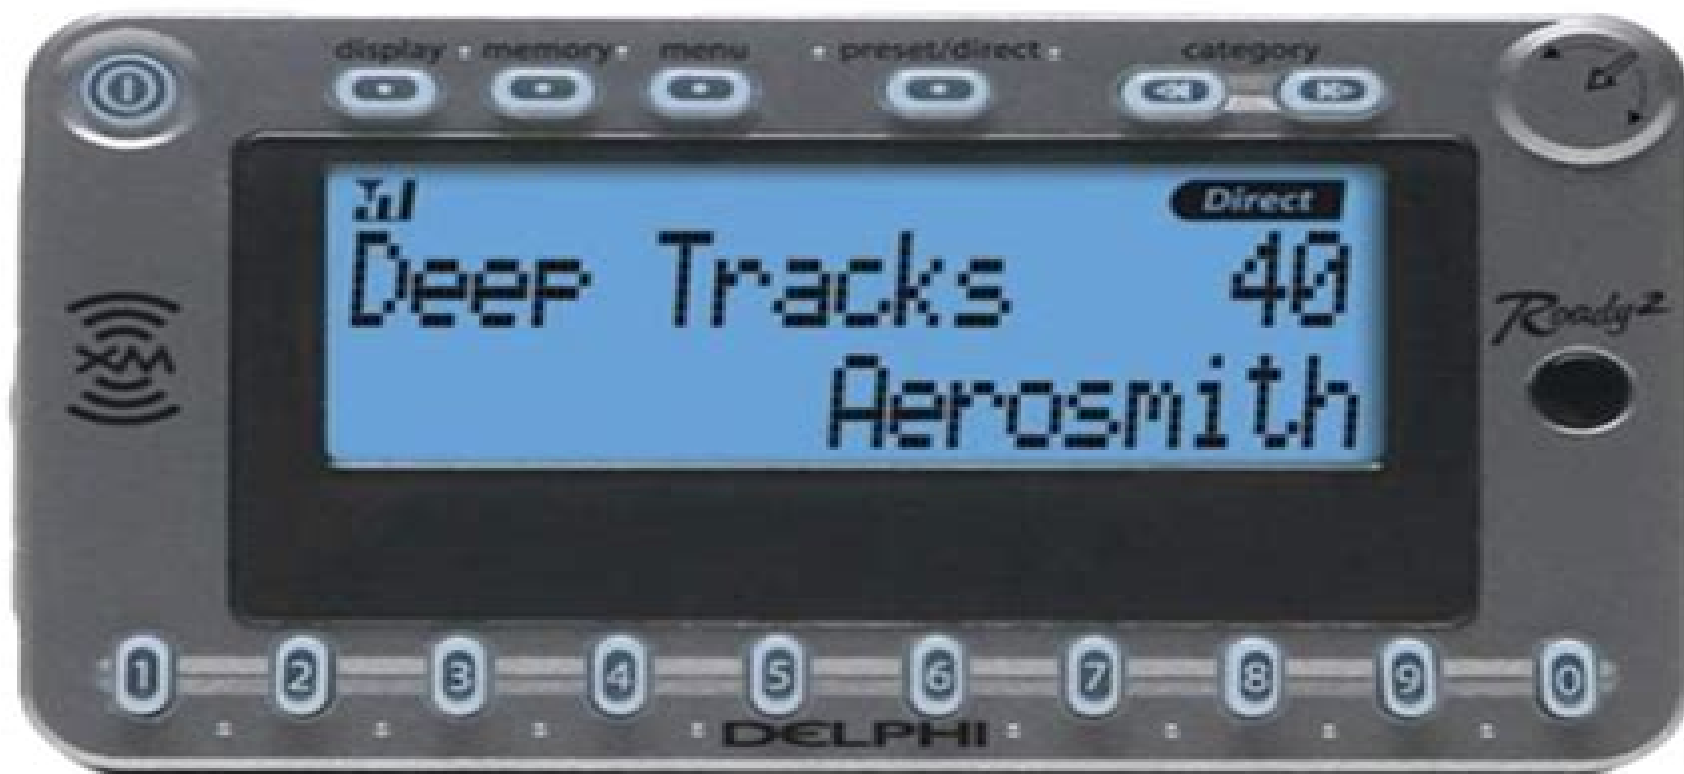 display memory menu preset/direct category
Direct
Deep Tracks 40
Aerosmith
XM
Roady2
1 2 3 4 5 6 7 8 9 0
DELPHI